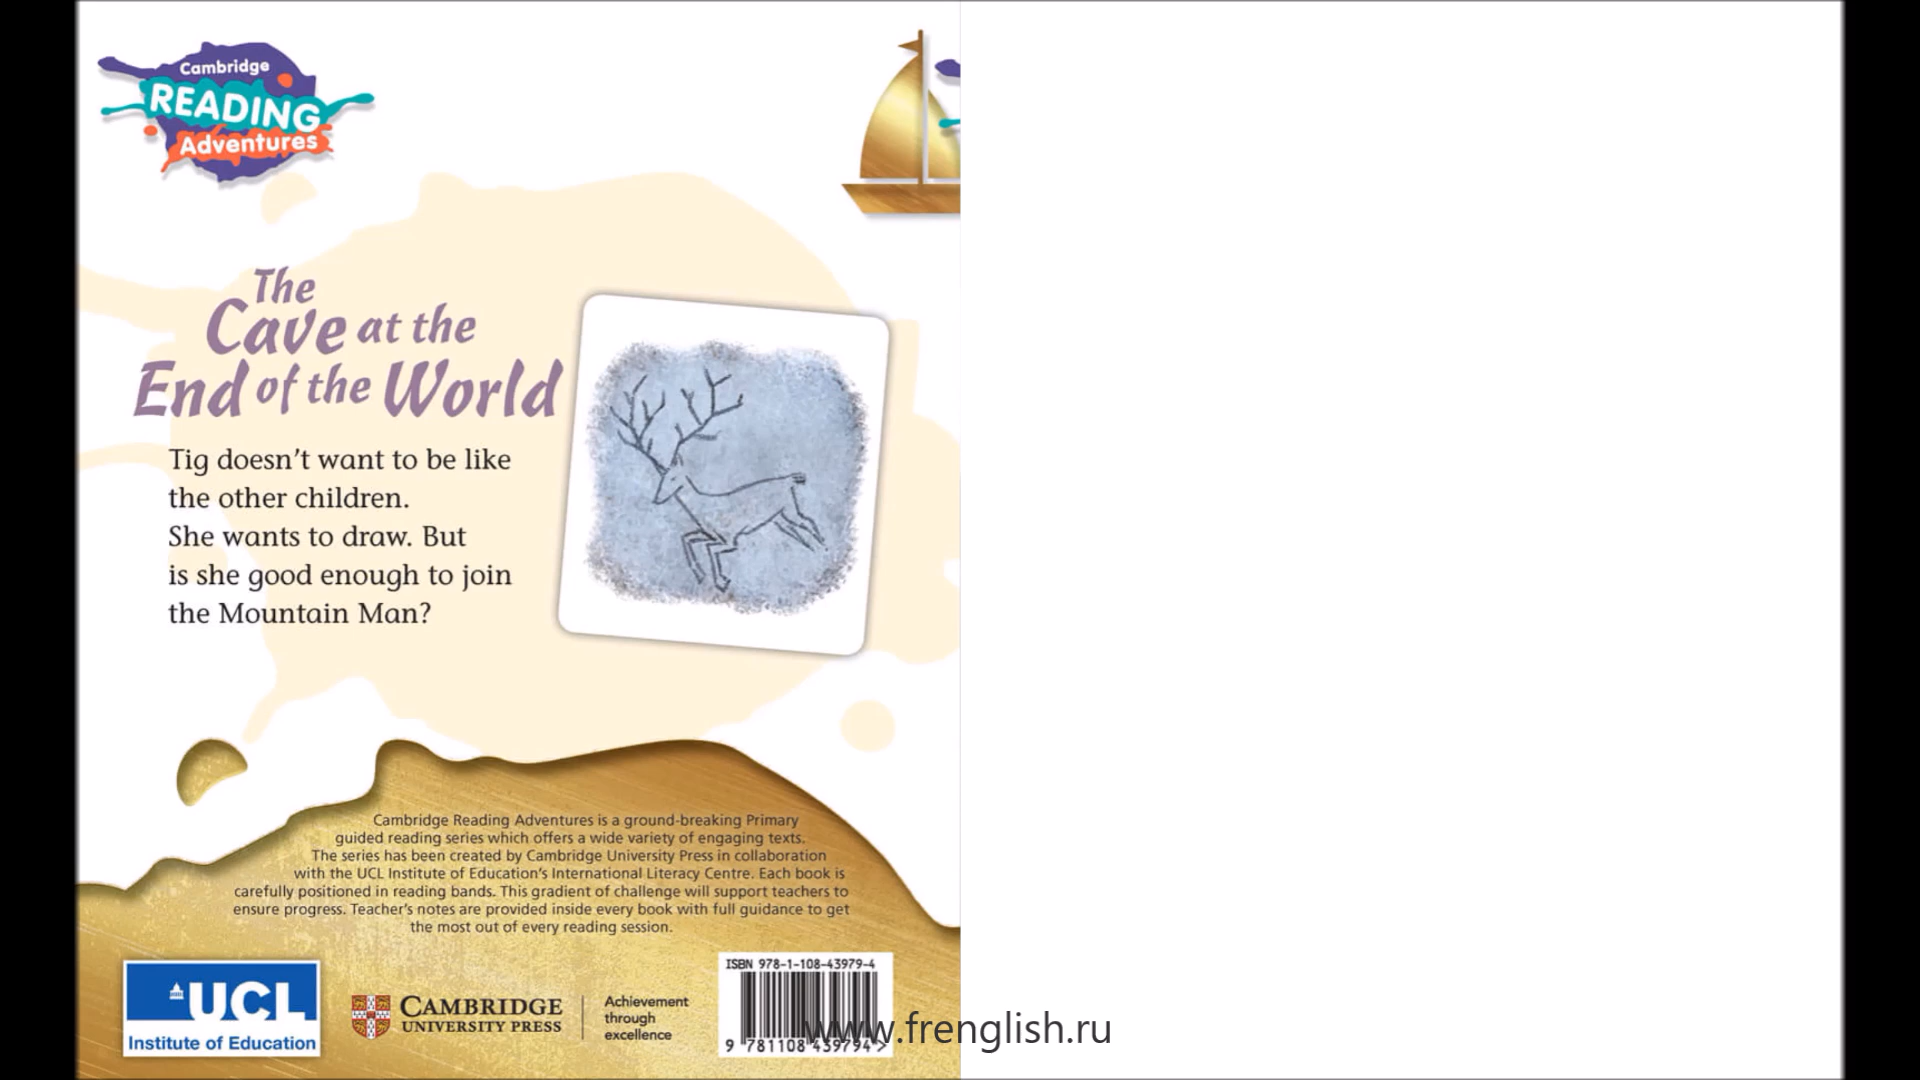 Cambridge
READING
Adventures
The
Cave at the
End of the World
Tig doesn't want to be like
the other children.
She wants to draw. But
is she good enough to join
the Mountain Man?
Cambridge Reading Adventures is a ground-breaking Primary
guided reading series which offers a wide variety of engaging texts.
The series has been created by Cambridge University Press in collaboration
with the UCL Institute of Education's International Literacy Centre. Each book is
carefully positioned in reading bands. This gradient of challenge will support teachers to
ensure progress. Teacher's notes are provided inside every book with full guidance to get
the most out of every reading session.
UCL
Institute of Education
CAMBRIDGE
UNIVERSITY PRESS
Achievement
through
excellence
ISBN 978-1-108-43979-4
9 781108 439794 >
www.frenglish.ru